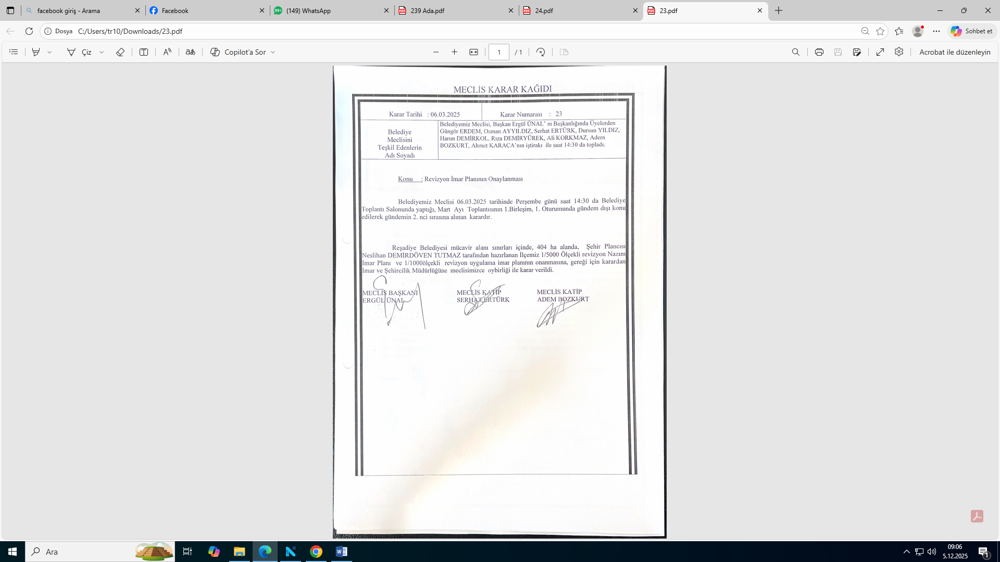 facebook giriş - Arama
Facebook
99+
(149) WhatsApp
239 Ada.pdf
24.pdf
23.pdf
Dosya
C:/Users/tr10/Downloads/23.pdf
Sohbet et
Çiz
aあ
Copilot'a Sor
1
/ 1
Acrobat ile düzenleyin
MECLİS KARAR KAĞIDI
Karar Tarihi : 06.03.2025
Karar Numarası : 23
Belediye
Meclisini
Teşkil Edenlerin
Adı Soyadı
Belediyemiz Meclisi, Başkan Ergül ÜNAL' ın Başkanlığında Üyelerden
Güngör ERDEM, Osman AYYILDIZ, Serhat ERTÜRK, Dursun YILDIZ,
Harun DEMİRKOL, Rıza DEMİRYÜREK, Ali KORKMAZ, Adem
BOZKURT, Ahmet KARACA'nın iştirakı ile saat 14:30 da topladı.
Konu : Revizyon İmar Planının Onaylanması
Belediyemiz Meclisi 06.03.2025 tarihinde Perşembe günü saat 14:30 da Belediye
Toplantı Salonunda yaptığı, Mart Ayı Toplantısının 1.Birleşim, 1. Oturumunda gündem dışı konu
edilerek gündemin 2. nci sırasına alınan karardır.
Reşadiye Belediyesi mücavir alanı sınırları içinde, 404 ha alanda, Şehir Plancısı
Neslihan DEMİRDÖVEN TUTMAZ tarafından hazırlanan İlçemiz 1/5000 Ölçekli revizyon Nazım
İmar Planı ve 1/1000ölçekli revizyon uygulama imar planının onanmasına, gereği için karardan
İmar ve Şehircilik Müdürlüğüne meclisimizce oybirliği ile karar verildi.
MECLİS BAŞKANI
ERGÜL ÜNAL
MECLİS KATİP
SERHAT ERTÜRK
MECLİS KATİP
ADEM BOZKURT
Ara
09:06
5.12.2025
1